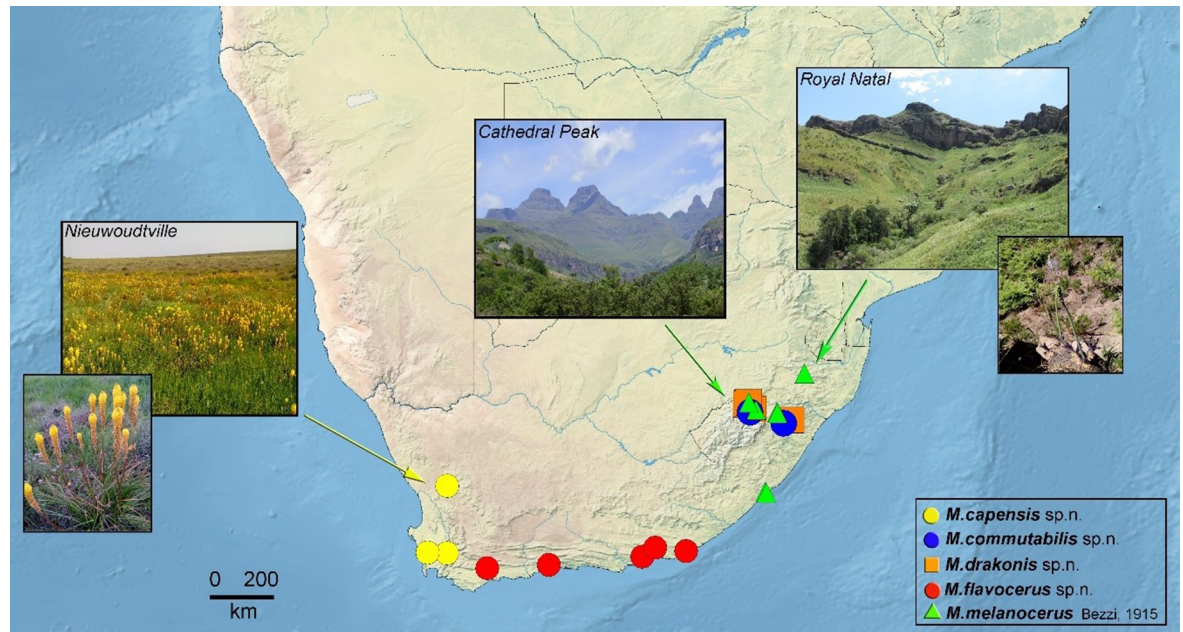 Royal Natal
Cathedral Peak
Nieuwoudtville
M.capensis sp.n.
M.commutabilis sp.n.
M.drakonis sp.n.
M.flavocerus sp.n.
M.melanocerus Bezzi, 1915
0 200
km